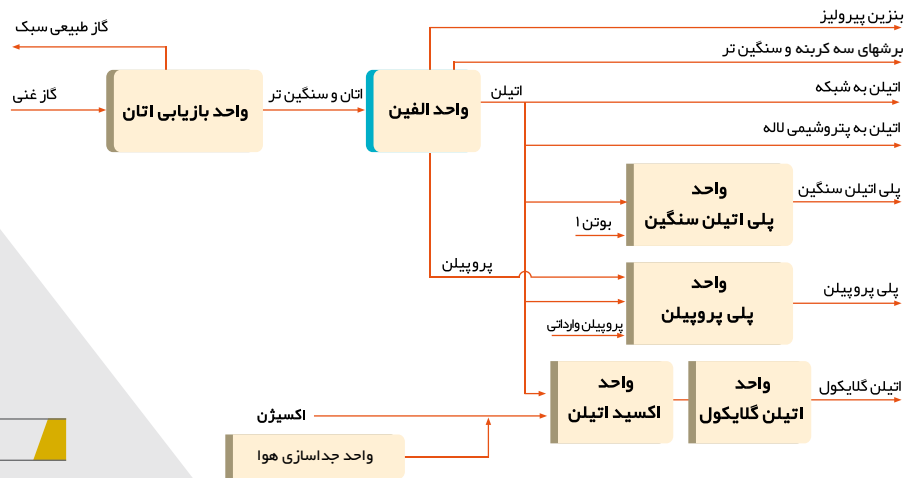 بنزین پیرولیز
گاز طبیعی سبک
برشهای سه کربنه و سنگین تر
گاز غنی
واحد بازیابی اتان
اتان و سنگین تر
واحد الفین
اتیلن
اتیلن به شبکه
اتیلن به پتروشیمی لاله
واحد
پلی اتیلن سنگین
پلی اتیلن سنگین
بوتن ۱
پروپیلن
واحد
پلی پروپیلن
پلی پروپیلن
پروپیلن وارداتی
واحد
اکسید اتیلن
واحد
اتیلن گلایکول
اتیلن گلایکول
اکسیژن
واحد جداسازی هوا